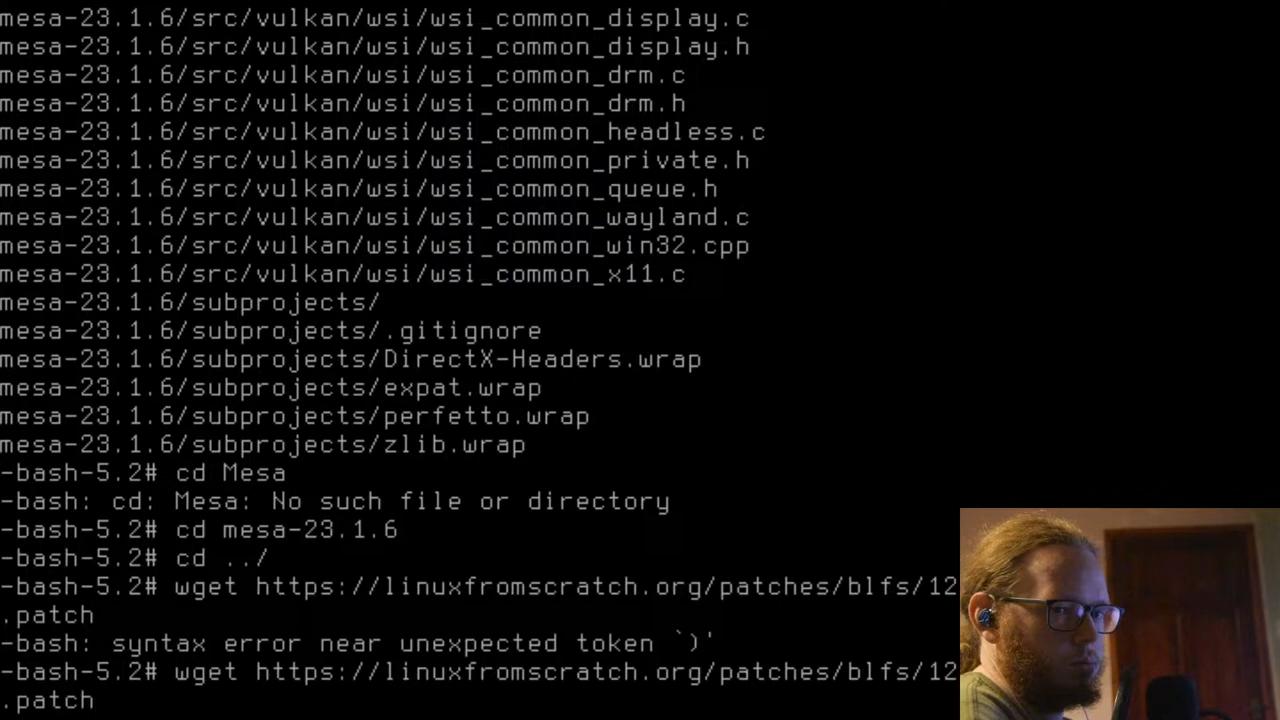 mesa-23.1.6/src/vulkan/wsi/wsi_common_display.c
mesa-23.1.6/src/vulkan/wsi/wsi_common_display.h
mesa-23.1.6/src/vulkan/wsi/wsi_common_drm.c
mesa-23.1.6/src/vulkan/wsi/wsi_common_drm.h
mesa-23.1.6/src/vulkan/wsi/wsi_common_headless.c
mesa-23.1.6/src/vulkan/wsi/wsi_common_private.h
mesa-23.1.6/src/vulkan/wsi/wsi_common_queue.h
mesa-23.1.6/src/vulkan/wsi/wsi_common_wayland.c
mesa-23.1.6/src/vulkan/wsi/wsi_common_win32.cpp
mesa-23.1.6/src/vulkan/wsi/wsi_common_x11.c
mesa-23.1.6/subprojects/
mesa-23.1.6/subprojects/.gitignore
mesa-23.1.6/subprojects/DirectX-Headers.wrap
mesa-23.1.6/subprojects/expat.wrap
mesa-23.1.6/subprojects/perfetto.wrap
mesa-23.1.6/subprojects/zlib.wrap
-bash-5.2# cd Mesa
-bash: cd: Mesa: No such file or directory
-bash-5.2# cd mesa-23.1.6
-bash-5.2# cd ../
-bash-5.2# wget https://linuxfromscratch.org/patches/blfs/12
.patch
-bash: syntax error near unexpected token `)'
-bash-5.2# wget https://linuxfromscratch.org/patches/blfs/12
.patch